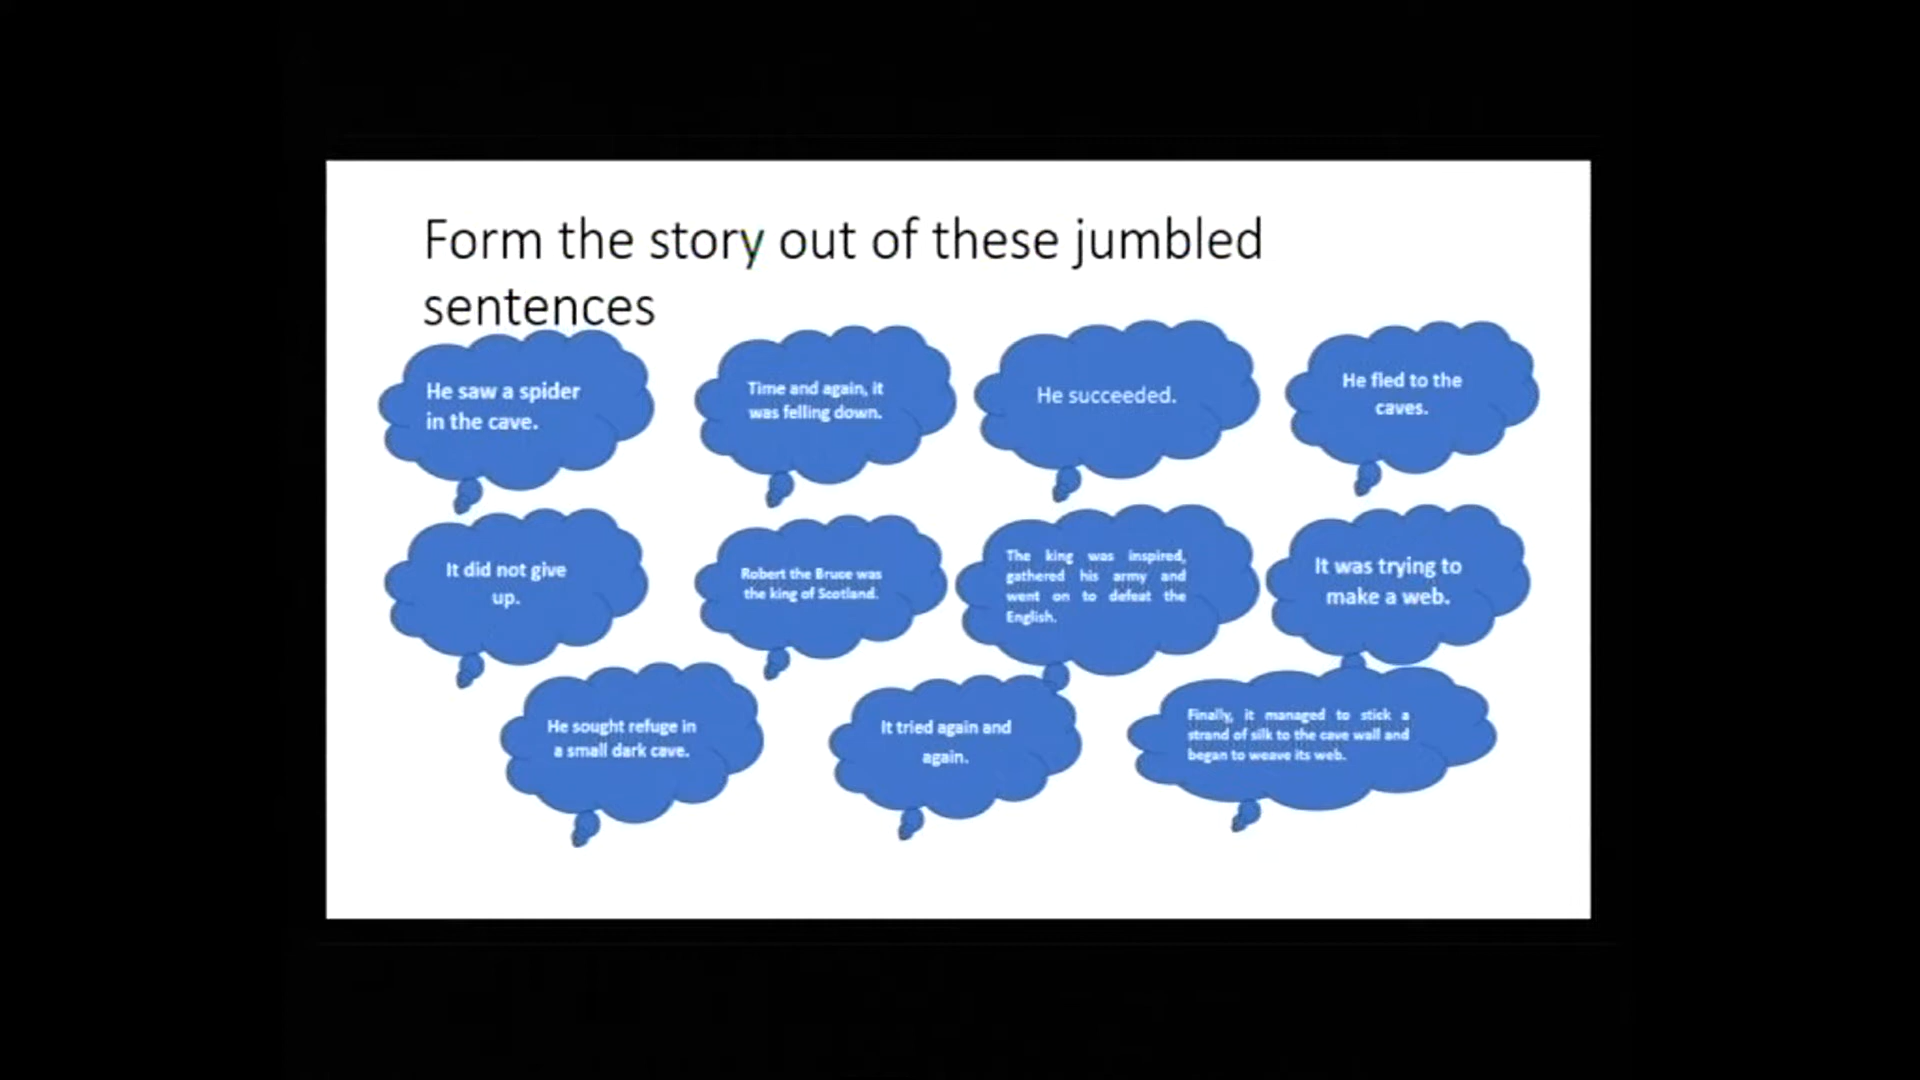 Form the story out of these jumbled
sentences
He saw a spider
in the cave.
Time and again, it
was felling down.
He succeeded.
He fled to the
caves.
It did not give
up.
Robert the Bruce was
the king of Scotland.
The king was inspired,
gathered his army and
went on to defeat the
English.
It was trying to
make a web.
He sought refuge in
a small dark cave.
It tried again and
again.
Finally, it managed to stick a
strand of silk to the cave wall and
began to weave its web.